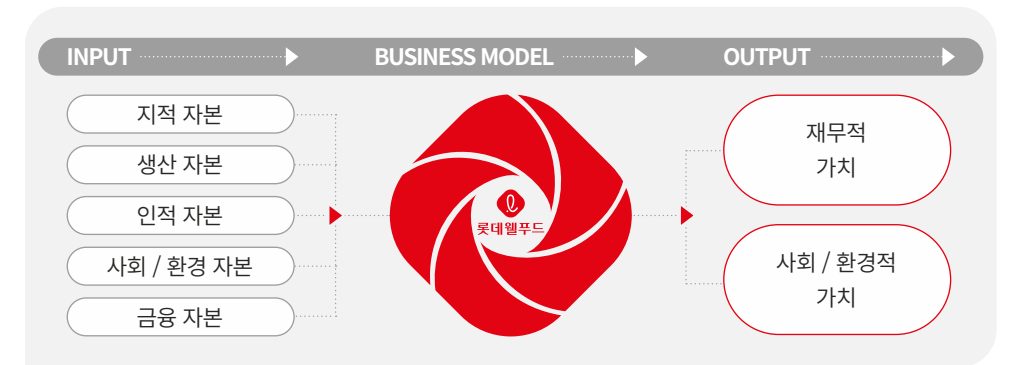 INPUT
BUSINESS MODEL
OUTPUT
지적 자본
생산 자본
인적 자본
사회 / 환경 자본
금융 자본
롯데웰푸드
재무적
가치
사회 / 환경적
가치